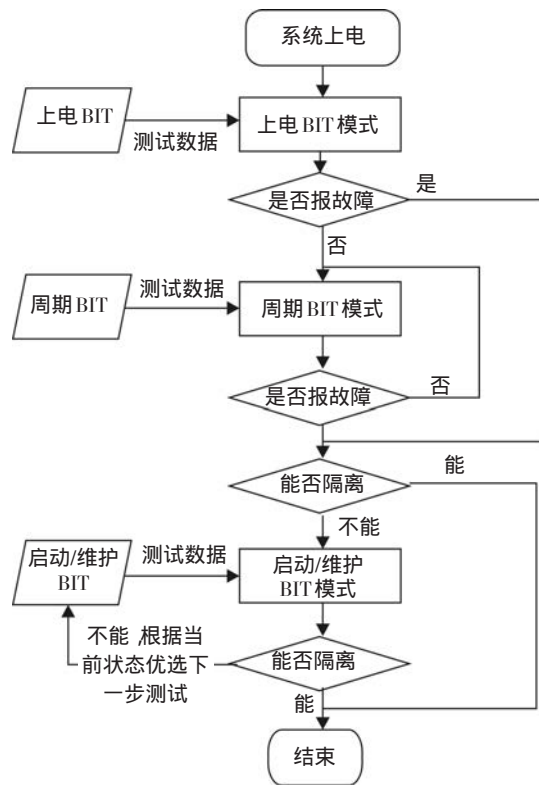 系统上电
上电BIT
测试数据
上电BIT模式
是否报故障
是
否
周期BIT
测试数据
周期BIT模式
是否报故障
否
能否隔离
能
不能
启动/维护
BIT
测试数据
启动/维护
BIT模式
不能,根据当
前状态优选下
一步测试
能否隔离
能
结束